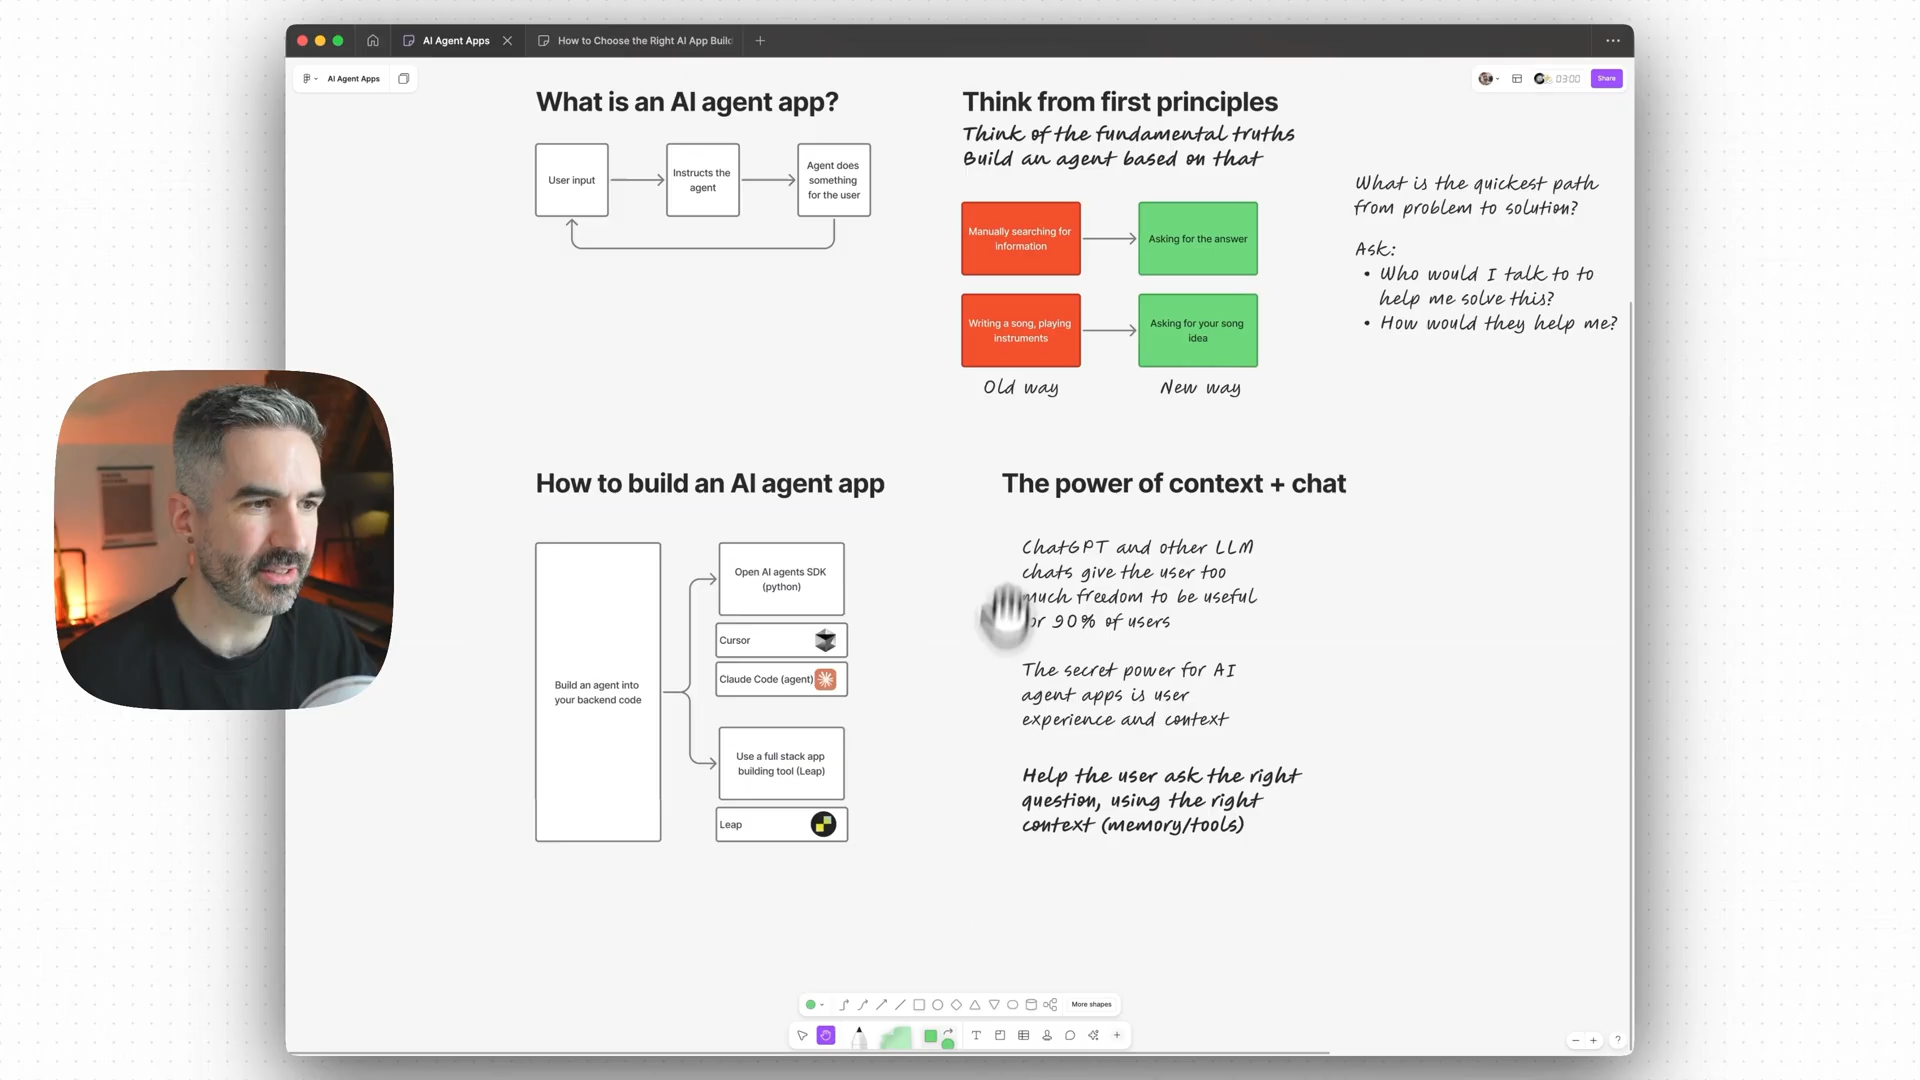 AI Agent Apps
How to Choose the Right AI App Build
AI Agent Apps
03:00
Share
What is an AI agent app?
User input
Instructs the
agent
Agent does
something
for the user
Think from first principles
Think of the fundamental truths
Build an agent based on that
Manually searching for
information
Asking for the answer
Writing a song, playing
instruments
Asking for your song
idea
Old way
New way
What is the quickest path
from problem to solution?
Ask:
• Who would I talk to to
help me solve this?
• How would they help me?
How to build an AI agent app
Build an agent into
your backend code
Open AI agents SDK
(python)
Cursor
Claude Code (agent)
Use a full stack app
building tool (Leap)
Leap
The power of context + chat
ChatGPT and other LLM
chats give the user too
much freedom to be useful
90% of users
The secret power for AI
agent apps is user
experience and context
Help the user ask the right
question, using the right
context (memory/tools)
More shapes